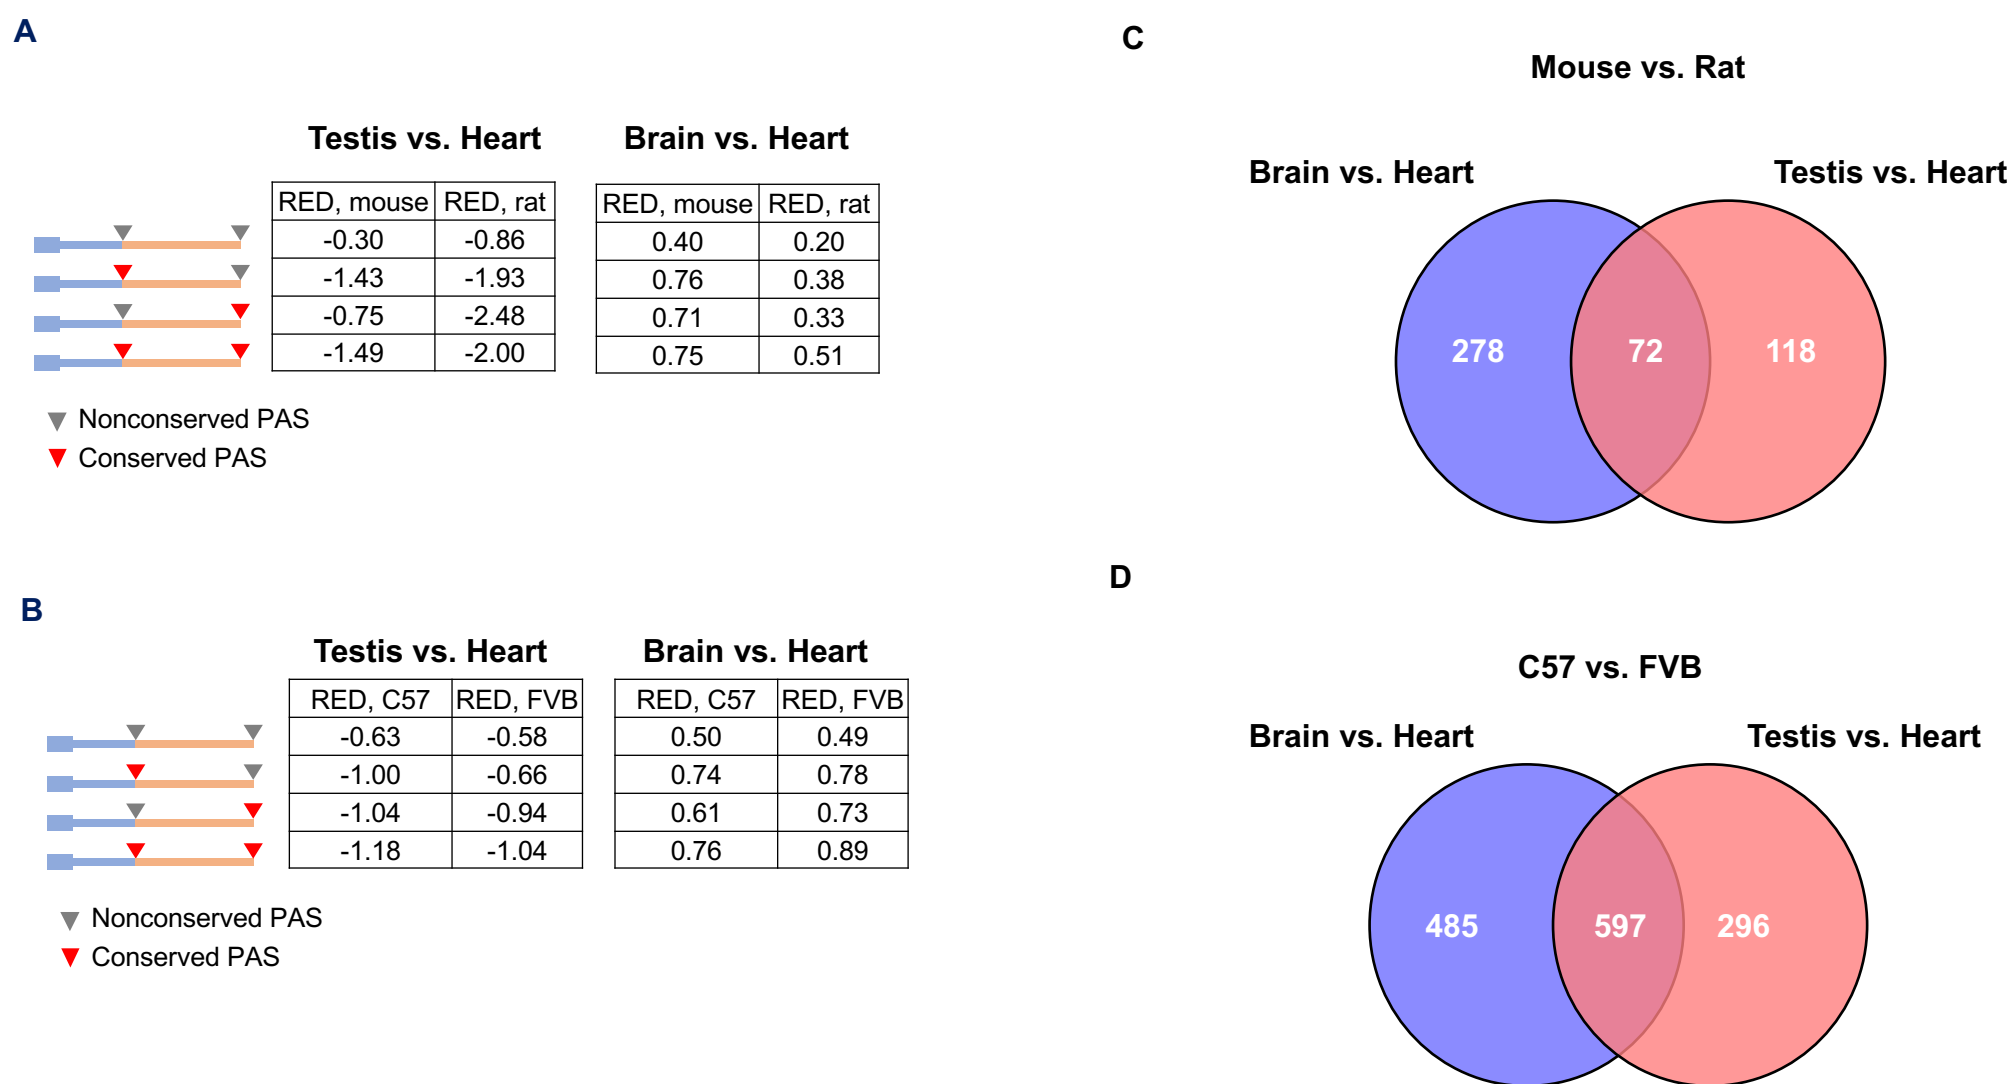 A
Testis vs. Heart
Brain vs. Heart
RED, mouse RED, rat
-0.30 -0.86
-1.43 -1.93
-0.75 -2.48
-1.49 -2.00
RED, mouse RED, rat
0.40 0.20
0.76 0.38
0.71 0.33
0.75 0.51
Nonconserved PAS
Conserved PAS
B
Testis vs. Heart
Brain vs. Heart
RED, C57 RED, FVB
-0.63 -0.58
-1.00 -0.66
-1.04 -0.94
-1.18 -1.04
RED, C57 RED, FVB
0.50 0.49
0.74 0.78
0.61 0.73
0.76 0.89
Nonconserved PAS
Conserved PAS
C
Mouse vs. Rat
Brain vs. Heart
Testis vs. Heart
278 72 118
D
C57 vs. FVB
Brain vs. Heart
Testis vs. Heart
485 597 296